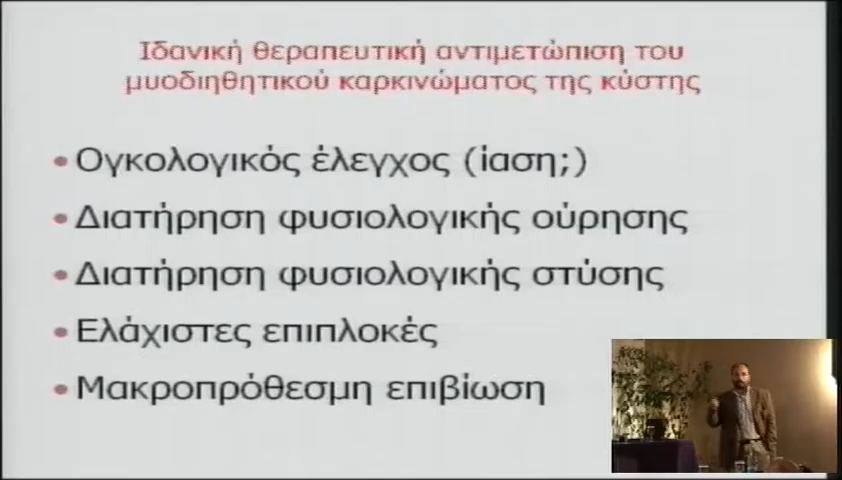 Ιδανική θεραπευτική αντιμετώπιση του
μυοδιηθητικού καρκινώματος της κύστης
• Ογκολογικός έλεγχος (ίαση;)
• Διατήρηση φυσιολογικής ούρησης
• Διατήρηση φυσιολογικής στύσης
• Ελάχιστες επιπλοκές
• Μακροπρόθεσμη επιβίωση